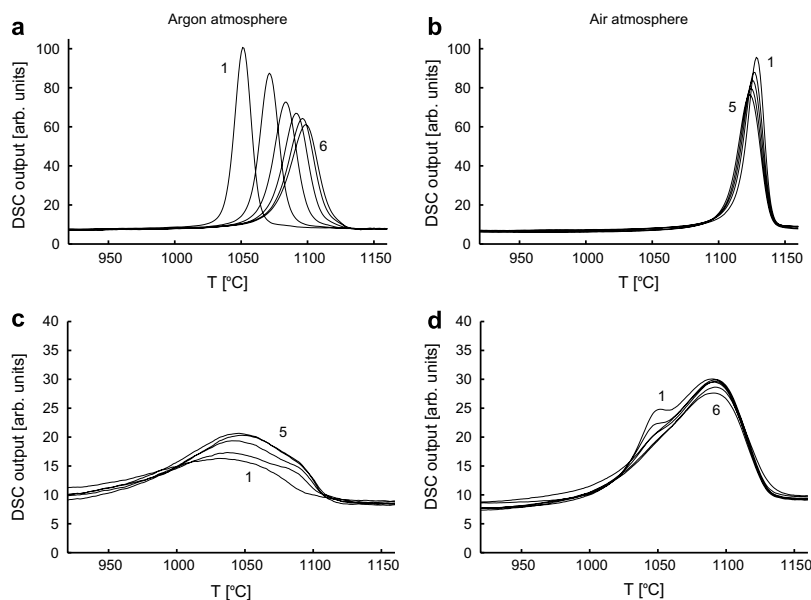 Argon atmosphere
Air atmosphere
a
DSC output [arb. units]
100
80
60
40
20
0
1
6
950 1000 1050 1100 1150
T [°C]
b
DSC output [arb. units]
100
80
60
40
20
0
1
5
950 1000 1050 1100 1150
T [°C]
c
DSC output [arb. units]
40
35
30
25
20
15
10
5
0
5
1
950 1000 1050 1100 1150
T [°C]
d
DSC output [arb. units]
40
35
30
25
20
15
10
5
0
1
6
950 1000 1050 1100 1150
T [°C]